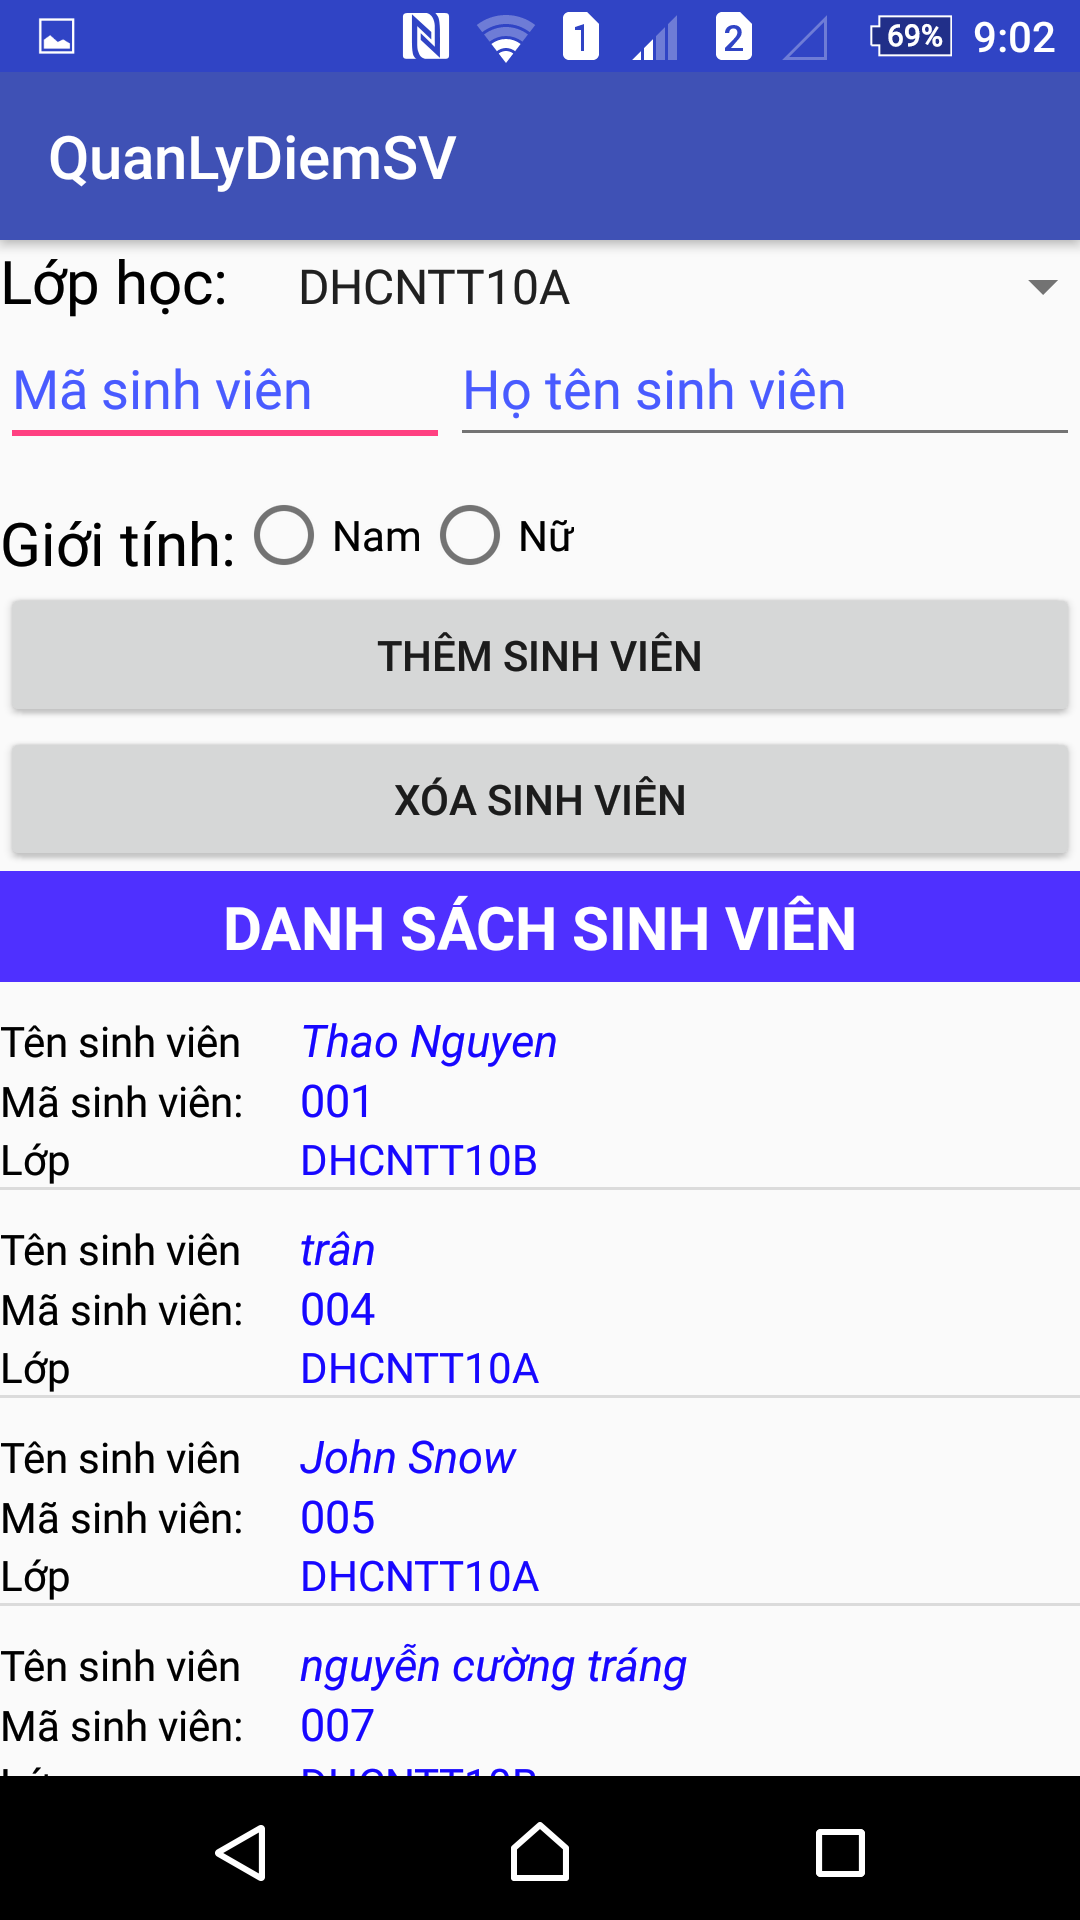 1 2 69% 9:02
QuanLyDiemSV
Lớp học: DHCNTT10A
Mã sinh viên Họ tên sinh viên
Giới tính: Nam Nữ
THÊM SINH VIÊN
XÓA SINH VIÊN
DANH SÁCH SINH VIÊN
Tên sinh viên Thao Nguyen
Mã sinh viên: 001
Lớp DHCNTT10B
Tên sinh viên trân
Mã sinh viên: 004
Lớp DHCNTT10A
Tên sinh viên John Snow
Mã sinh viên: 005
Lớp DHCNTT10A
Tên sinh viên nguyễn cường tráng
Mã sinh viên: 007